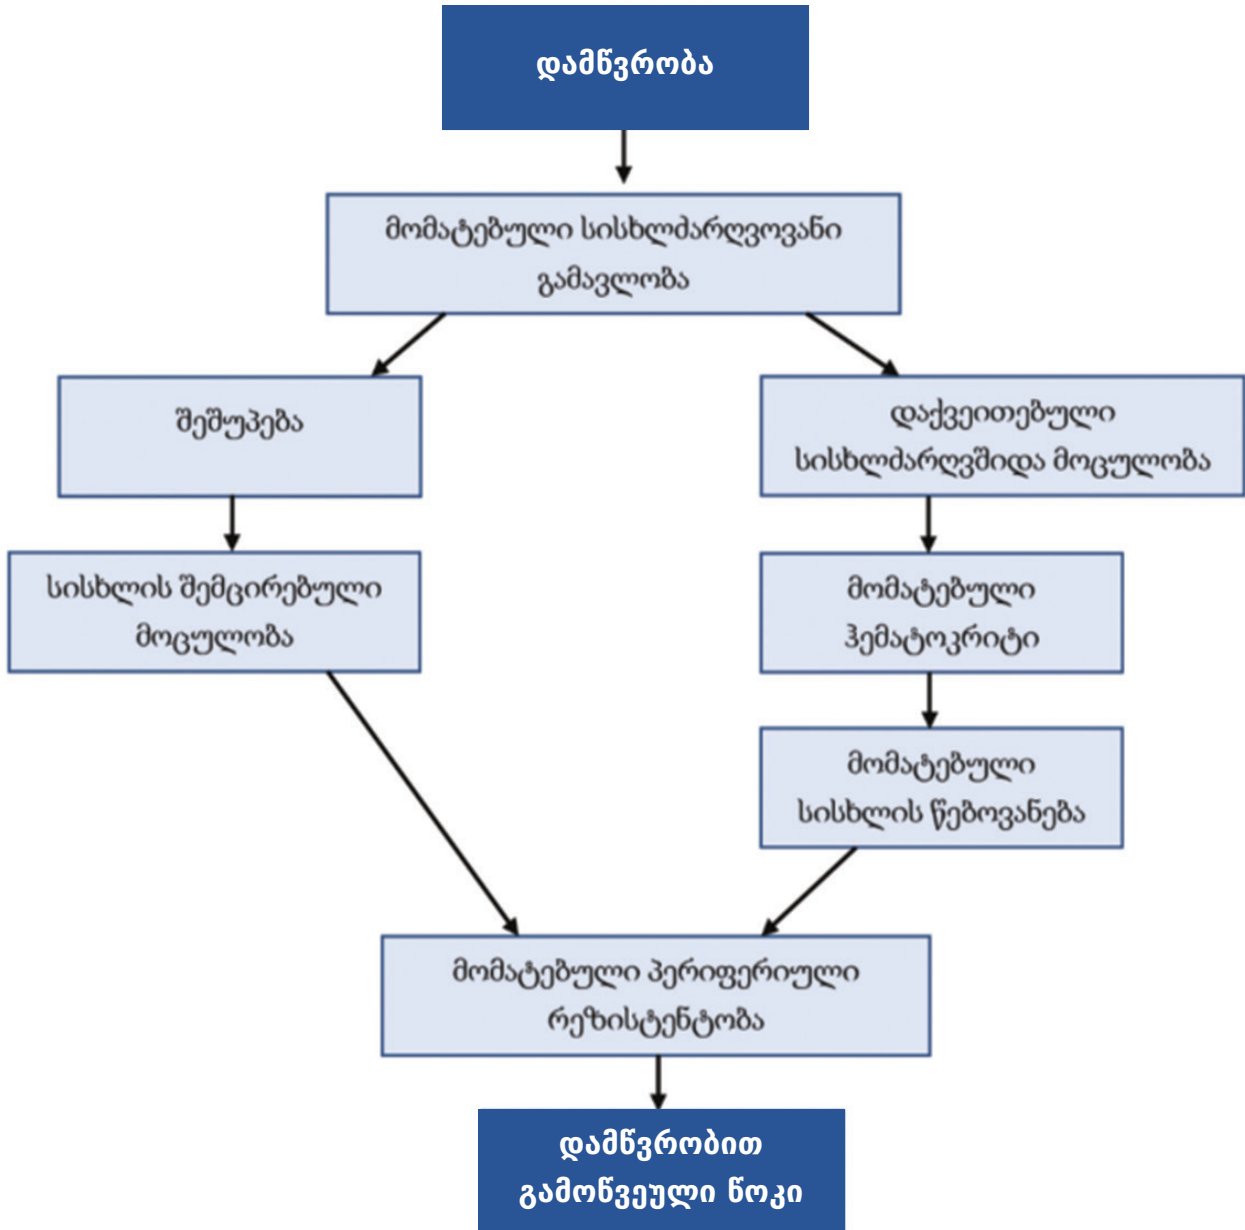 დამწვრობა
მომატებული სისხლძარღვოვანი
გამავლობა
შეშუპება
დაქვეითებული
სისხლძარღვშიდა მოცულობა
სისხლის შემცირებული
მოცულობა
მომატებული
ჰემატოკრიტი
მომატებული
სისხლის წებოვანება
მომატებული პერიფერიული
რეზისტენტობა
დამწვრობით
გამოწვეული წოკი